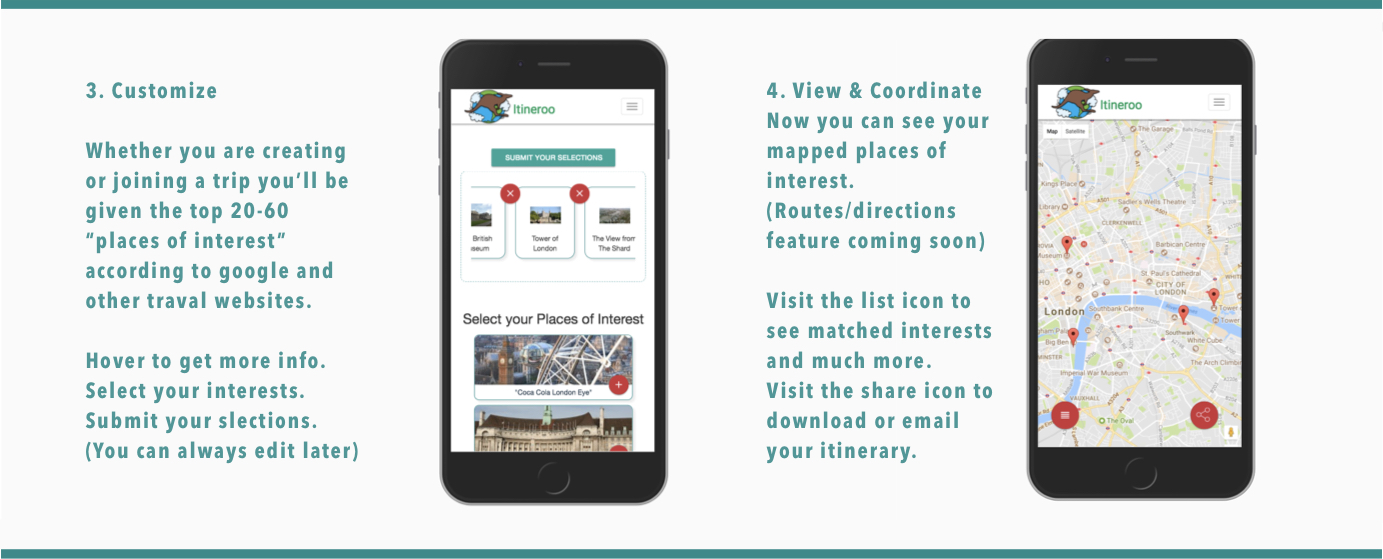 3. Customize
Whether you are creating
or joining a trip you'll be
given the top 20-60
“places of interest”
according to google and
other traval websites.
Hover to get more info.
Select your interests.
Submit your slections.
(You can always edit later)
Itineroo
SUBMIT YOUR SELECTIONS
British
seum
Tower of
London
The View from
The Shard
Select your Places of Interest
"Coca Cola London Eye"
4. View & Coordinate
Now you can see your
mapped places of
interest.
(Routes/directions
feature coming soon)
Visit the list icon to
see matched interests
and much more.
Visit the share icon to
download or email
your itinerary.
Itineroo
Map Satellite
The Garage
Kings Place
Library
Sadler's Wells Theatre
CLERKENWELL
Barbican Centre
Museum
St. Paul's Cathedral
CITY OF
LONDON
Southbank Centre
London
Tower
Southwark
Big Ben
White Cube
The Arch Climbin
Imperial War Museum
VAUXHALL
The Oval